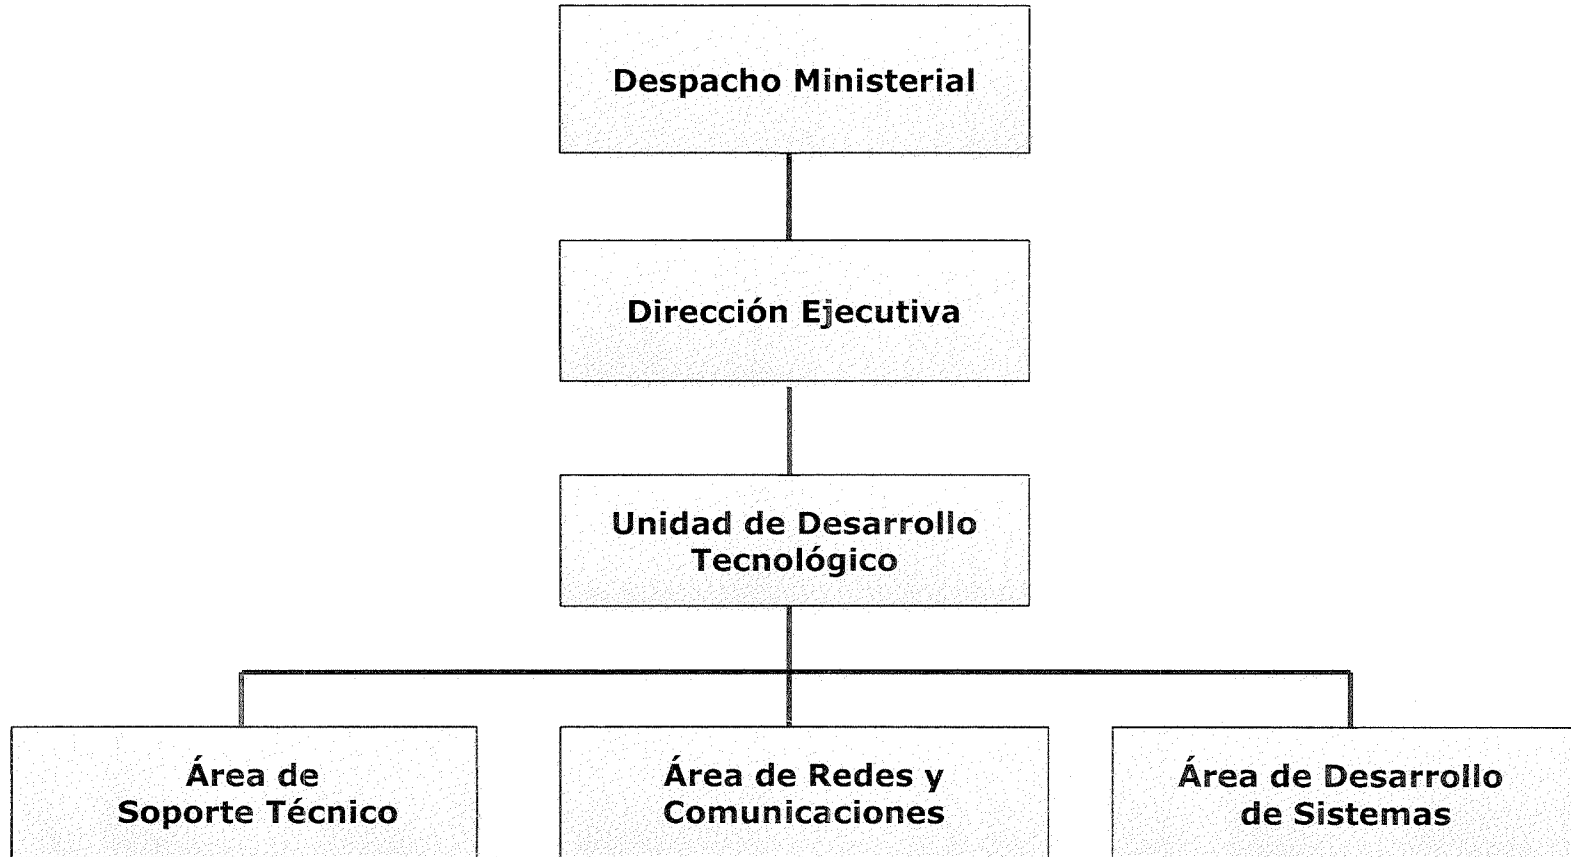 Despacho Ministerial
Dirección Ejecutiva
Unidad de Desarrollo
Tecnológico
Área de
Soporte Técnico
Área de Redes y
Comunicaciones
Área de Desarrollo
de Sistemas